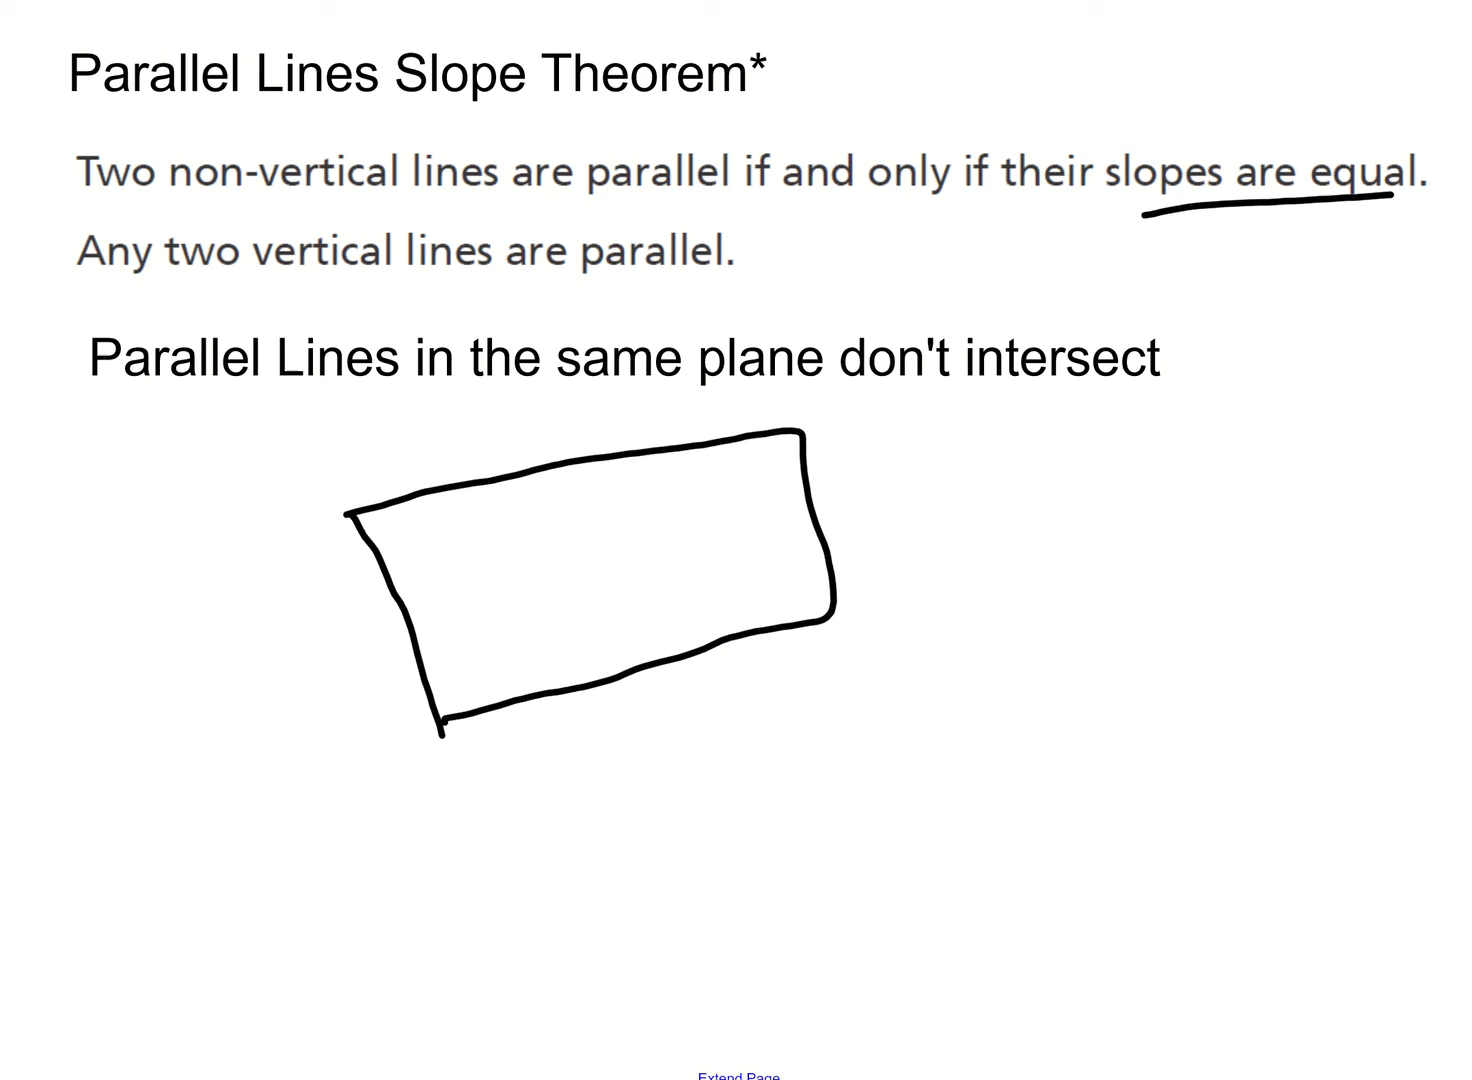 Parallel Lines Slope Theorem*
Two non-vertical lines are parallel if and only if their slopes are equal.
Any two vertical lines are parallel.
Parallel Lines in the same plane don't intersect
Extend Page